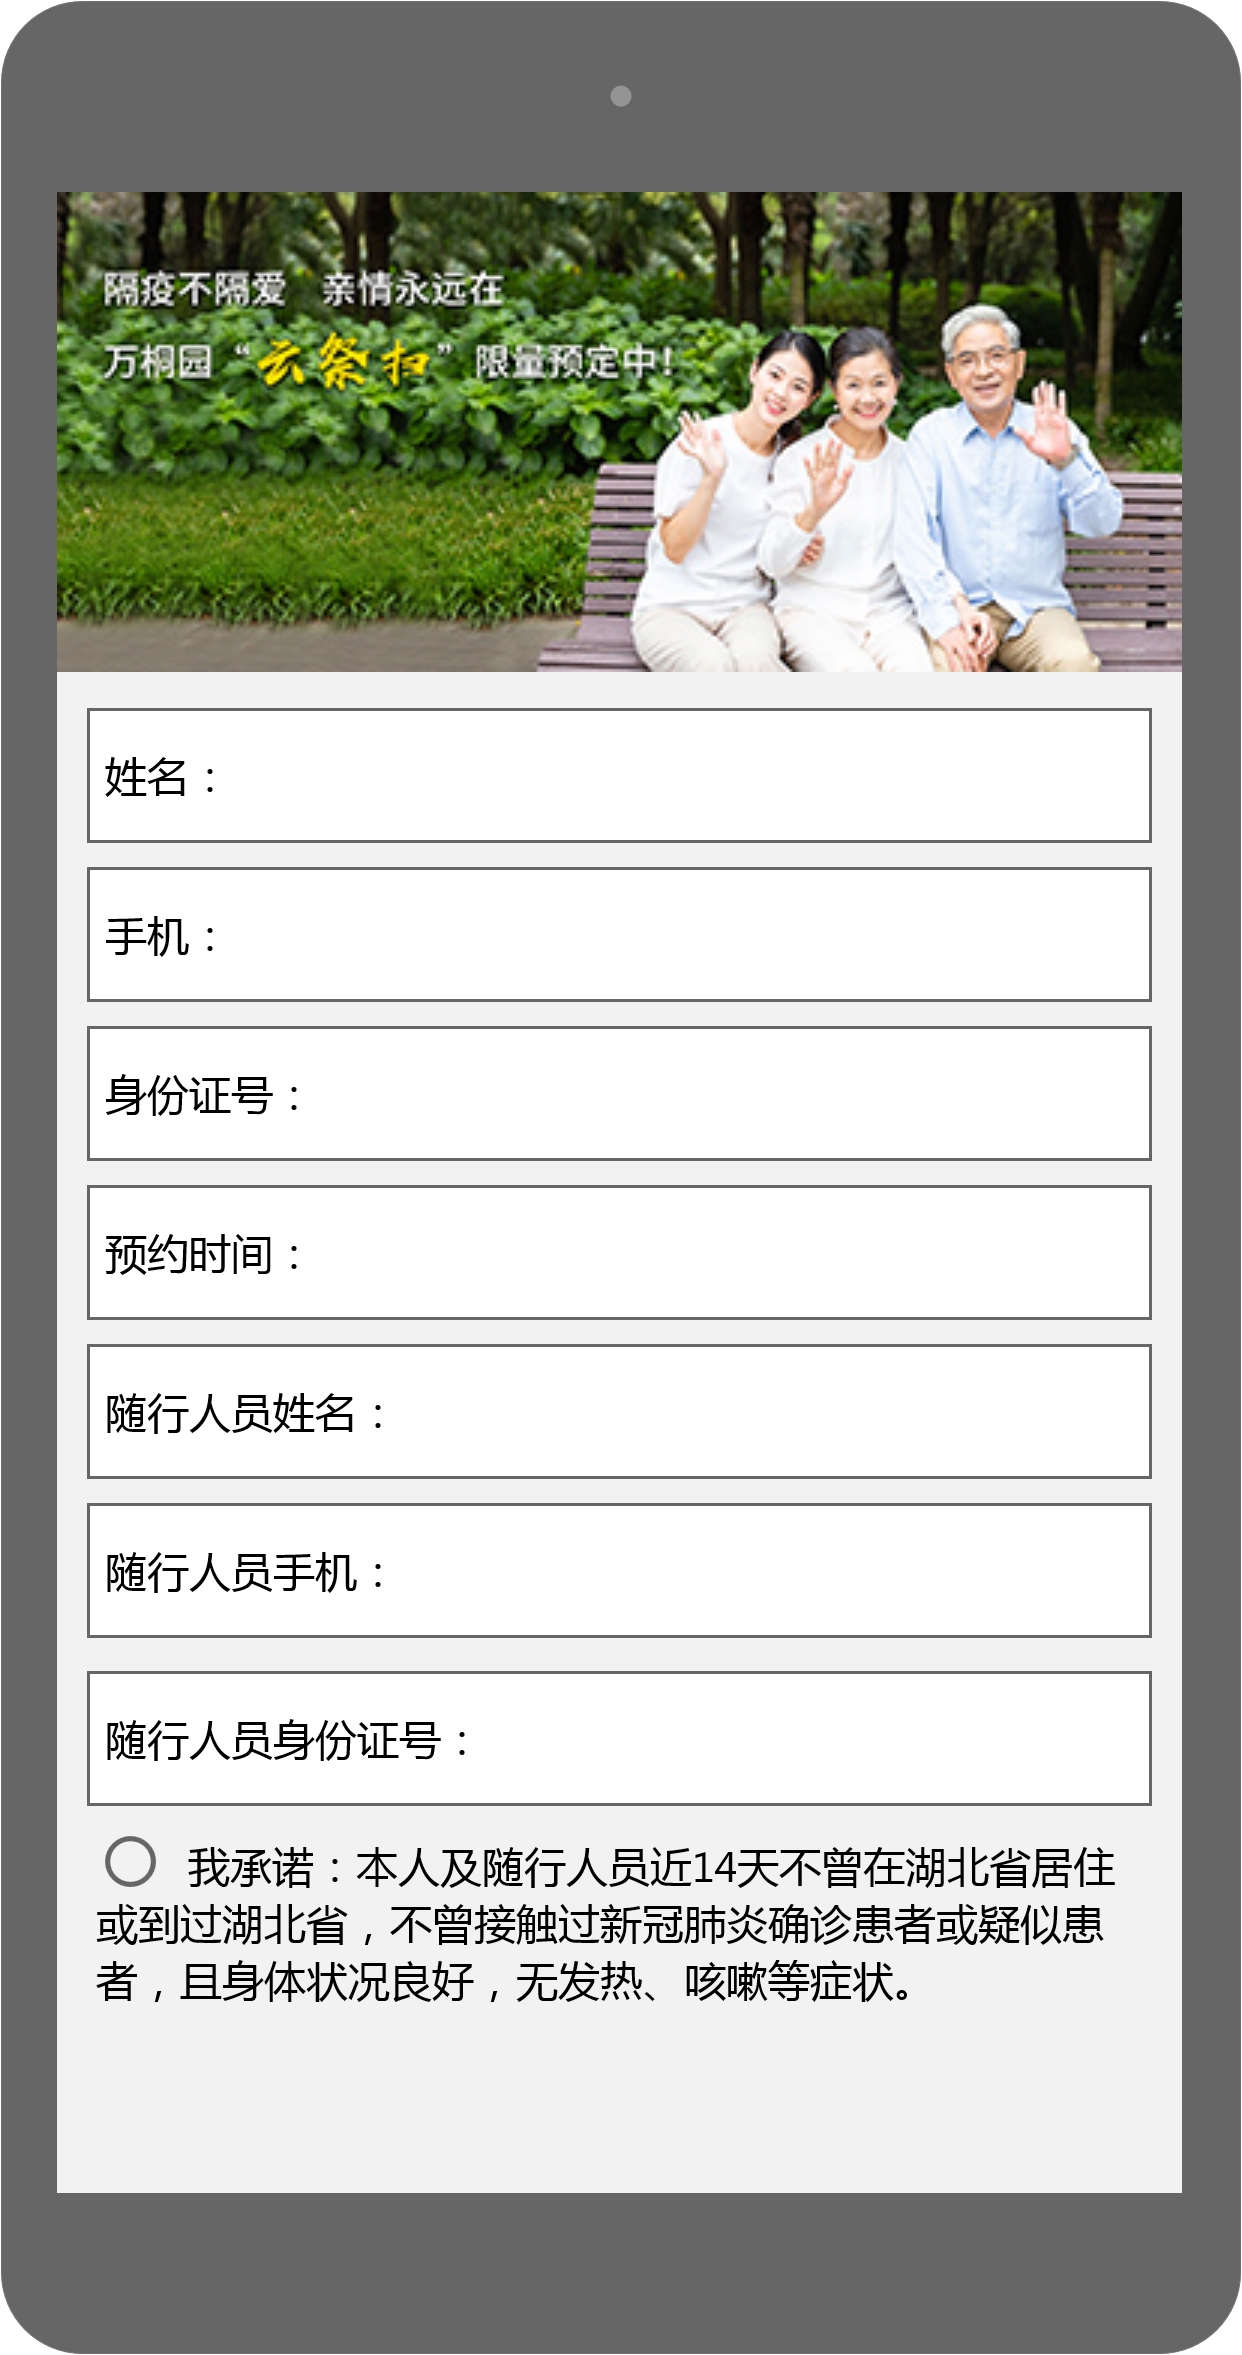 隔疫不隔爱　亲情永远在
万桐园“云祭扫”限量预定中！
姓名：
手机：
身份证号：
预约时间：
随行人员姓名：
随行人员手机：
随行人员身份证号：
我承诺：本人及随行人员近14天不曾在湖北省居住
或到过湖北省，不曾接触过新冠肺炎确诊患者或疑似患
者，且身体状况良好，无发热、咳嗽等症状。